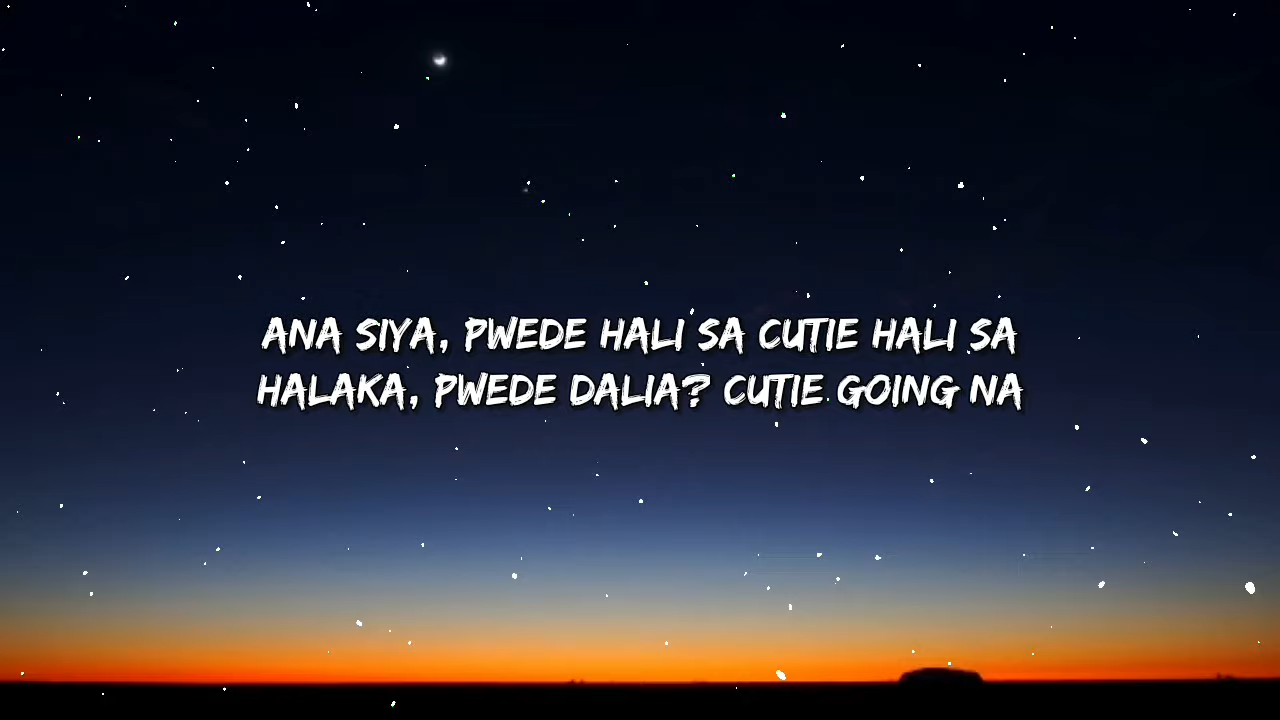 ANA SIYA, PWEDE HALI SA CUTIE HALI SA
HALAKA, PWEDE DALIA? CUTIE GOING NA